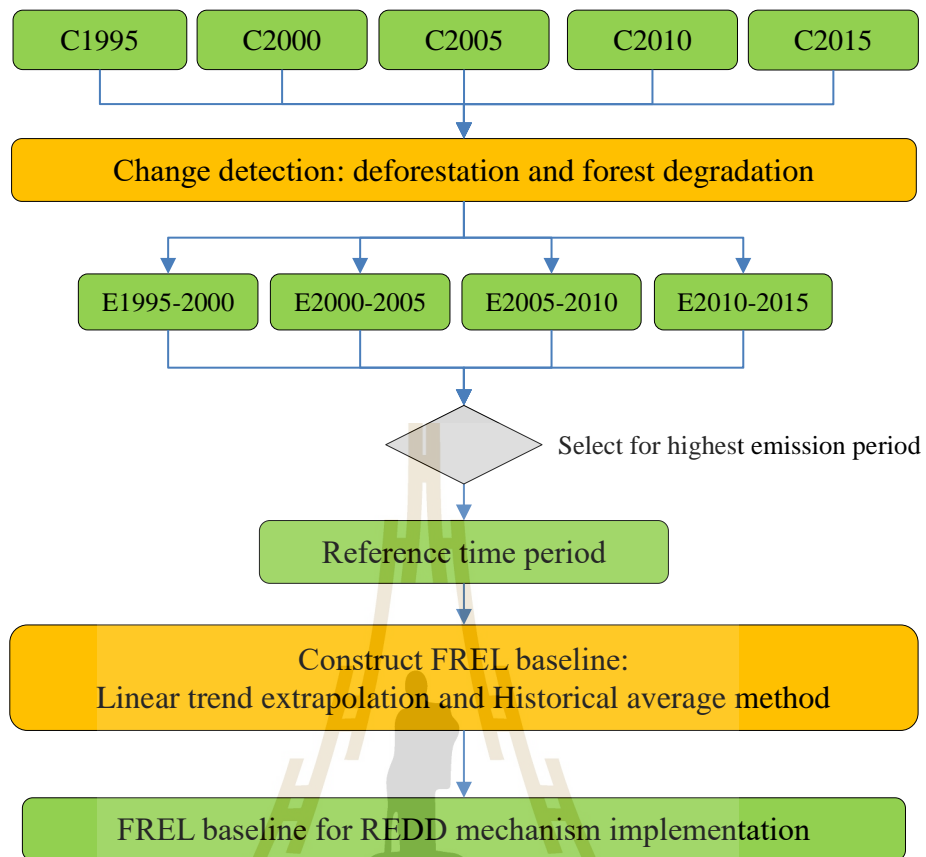 C1995
C2000
C2005
C2010
C2015
Change detection: deforestation and forest degradation
E1995-2000
E2000-2005
E2005-2010
E2010-2015
Select for highest emission period
Reference time period
Construct FREL baseline:
Linear trend extrapolation and Historical average method
FREL baseline for REDD mechanism implementation